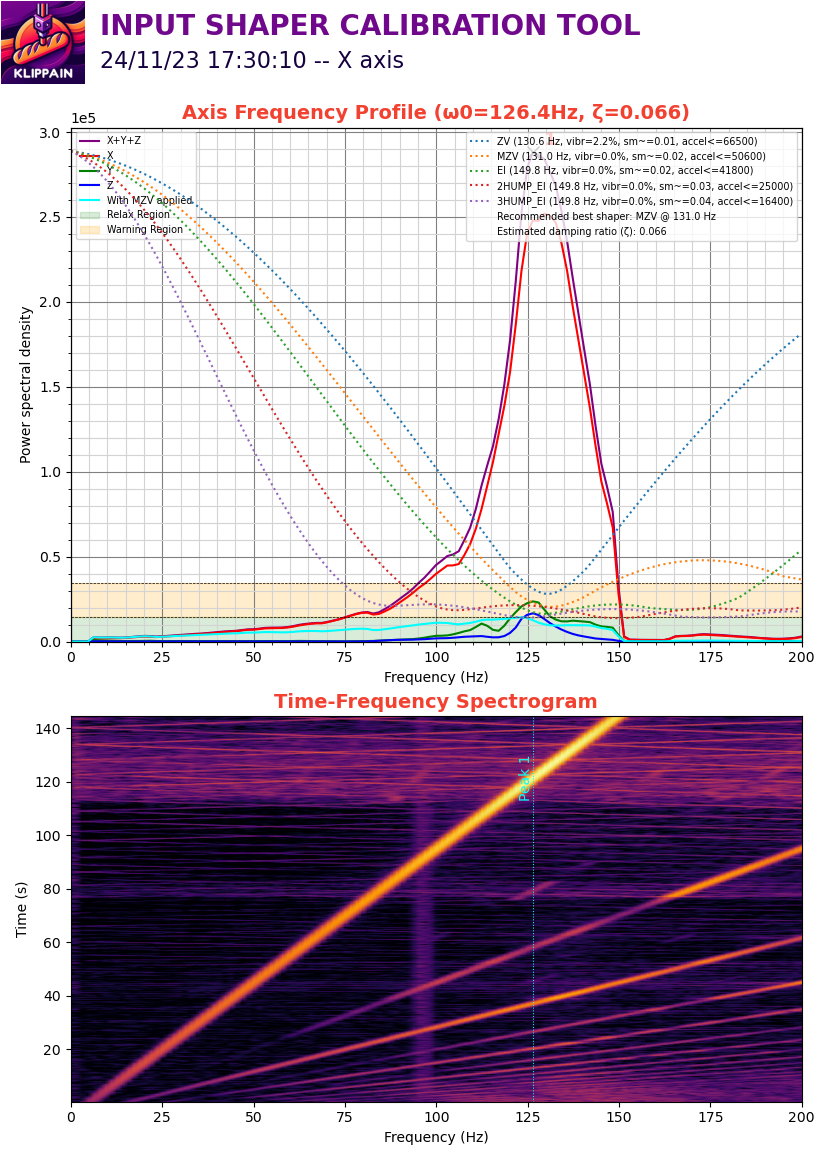 INPUT SHAPER CALIBRATION TOOL
24/11/23 17:30:10 -- X axis
KLIPPAIN
Axis Frequency Profile (ω0=126.4Hz, ζ=0.066)
1e5
X+Y+Z
X
Y
Z
With MZV applied
Relax Region
Warning Region
ZV (130.6 Hz, vibr=2.2%, sm~=0.01, accel<=66500)
MZV (131.0 Hz, vibr=0.0%, sm~=0.02, accel<=50600)
EI (149.8 Hz, vibr=0.0%, sm~=0.02, accel<=41800)
2HUMP_EI (149.8 Hz, vibr=0.0%, sm~=0.03, accel<=25000)
3HUMP_EI (149.8 Hz, vibr=0.0%, sm~=0.04, accel<=16400)
Recommended best shaper: MZV @ 131.0 Hz
Estimated damping ratio (ζ): 0.066
Power spectral density
3.0
2.5
2.0
1.5
1.0
0.5
0.0
0 25 50 75 100 125 150 175 200
Frequency (Hz)
Time-Frequency Spectrogram
Time (s)
140
120
100
80
60
40
20
Peak 1
0 25 50 75 100 125 150 175 200
Frequency (Hz)